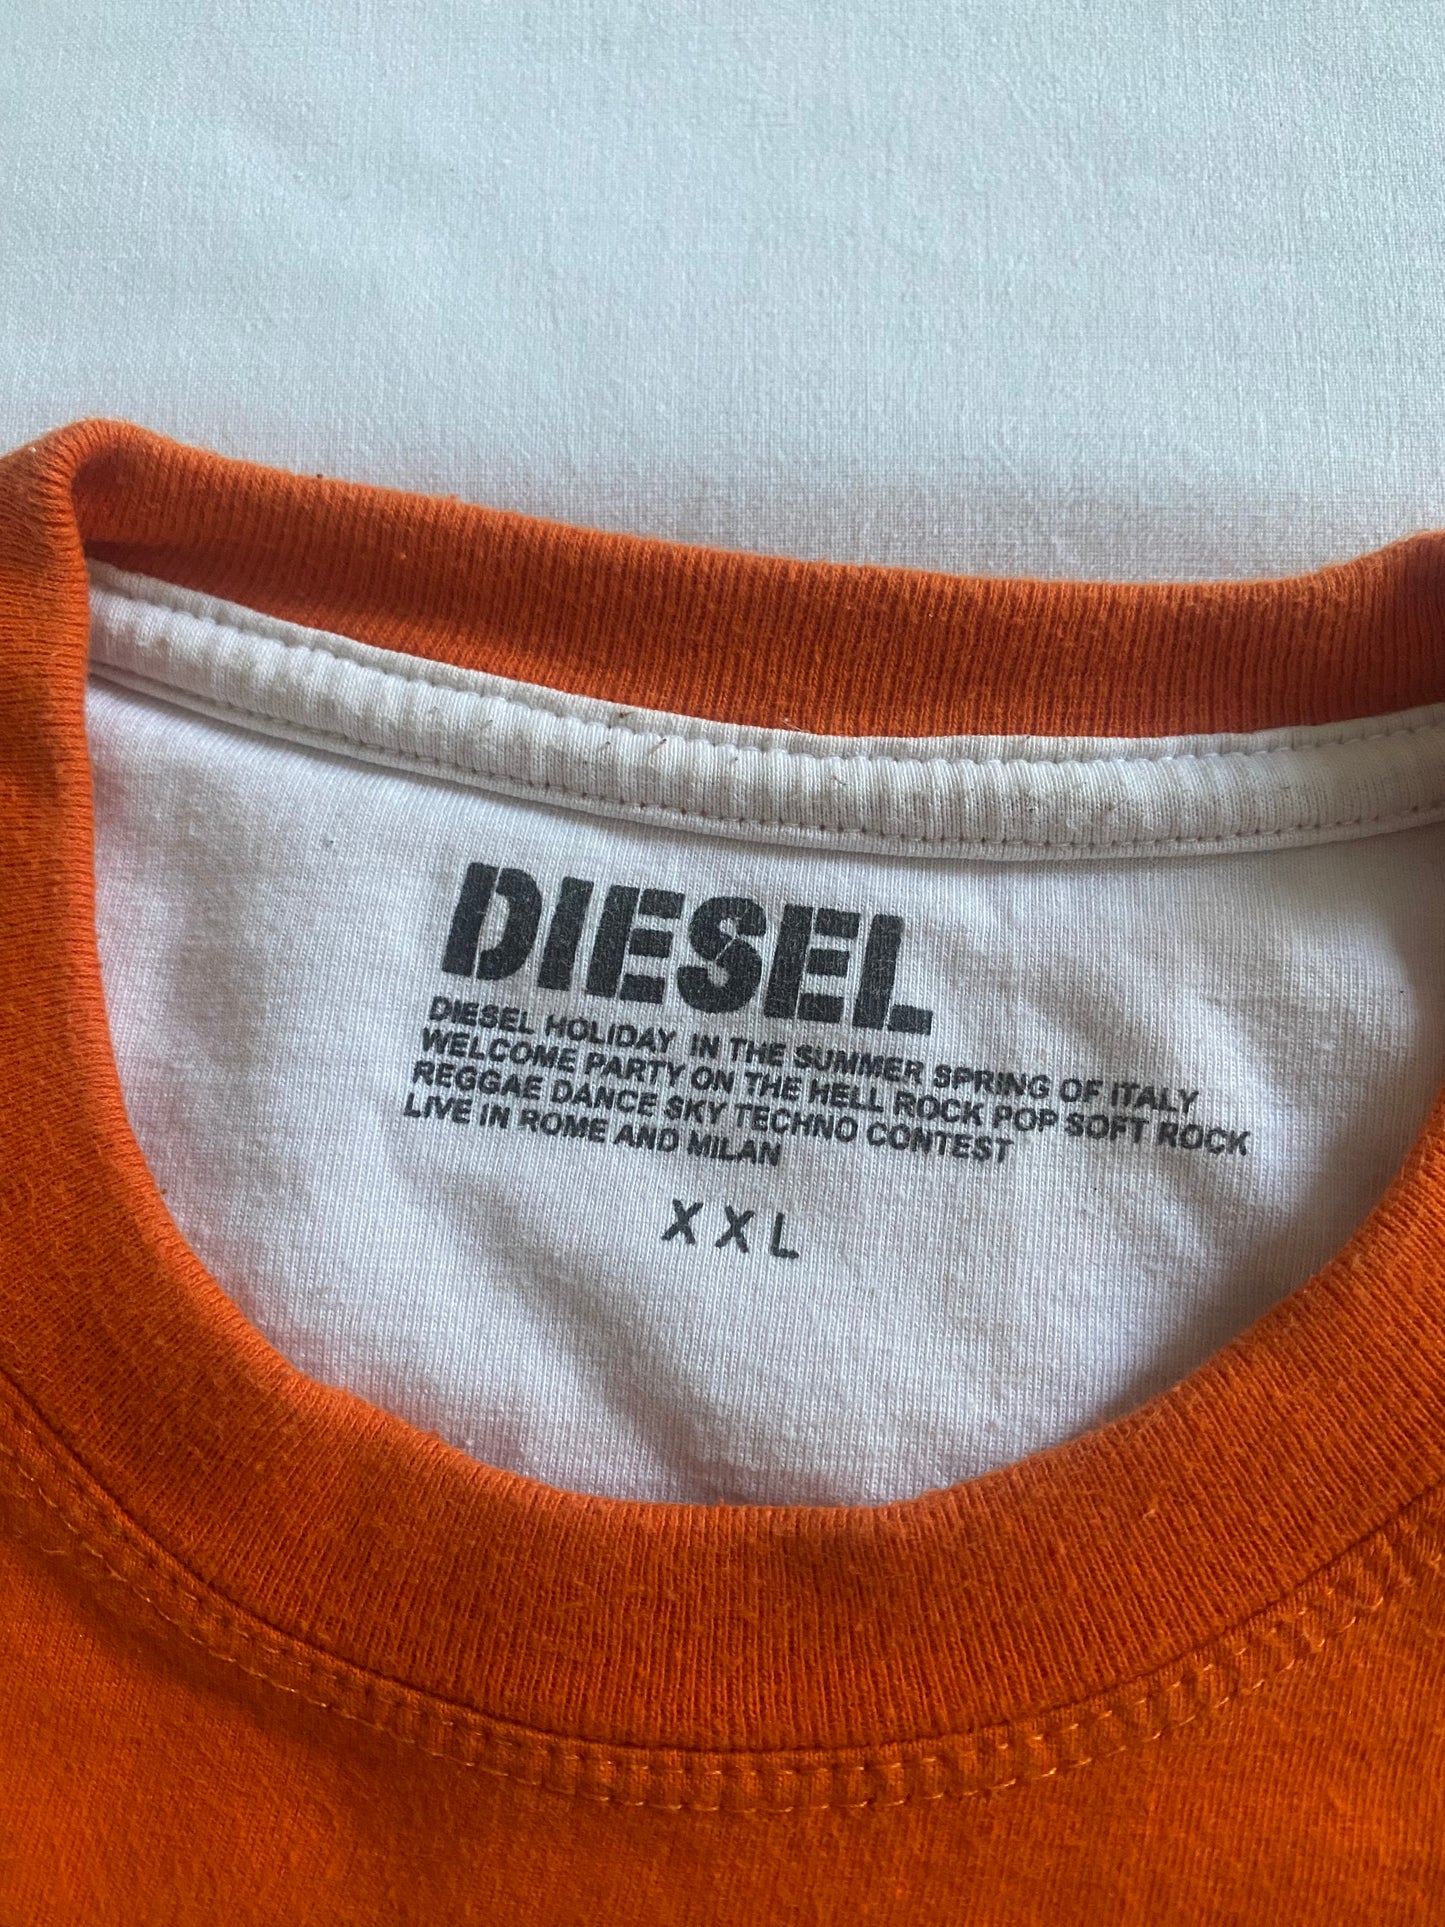 DIESEL
DIESEL HOLIDAY IN THE SUMMER SPRING OF ITALY
WELCOME PARTY ON THE HELL ROCK POP SOFT ROCK
REGGAE DANCE SKY TECHNO CONTEST
LIVE IN ROME AND MILAN
XXL